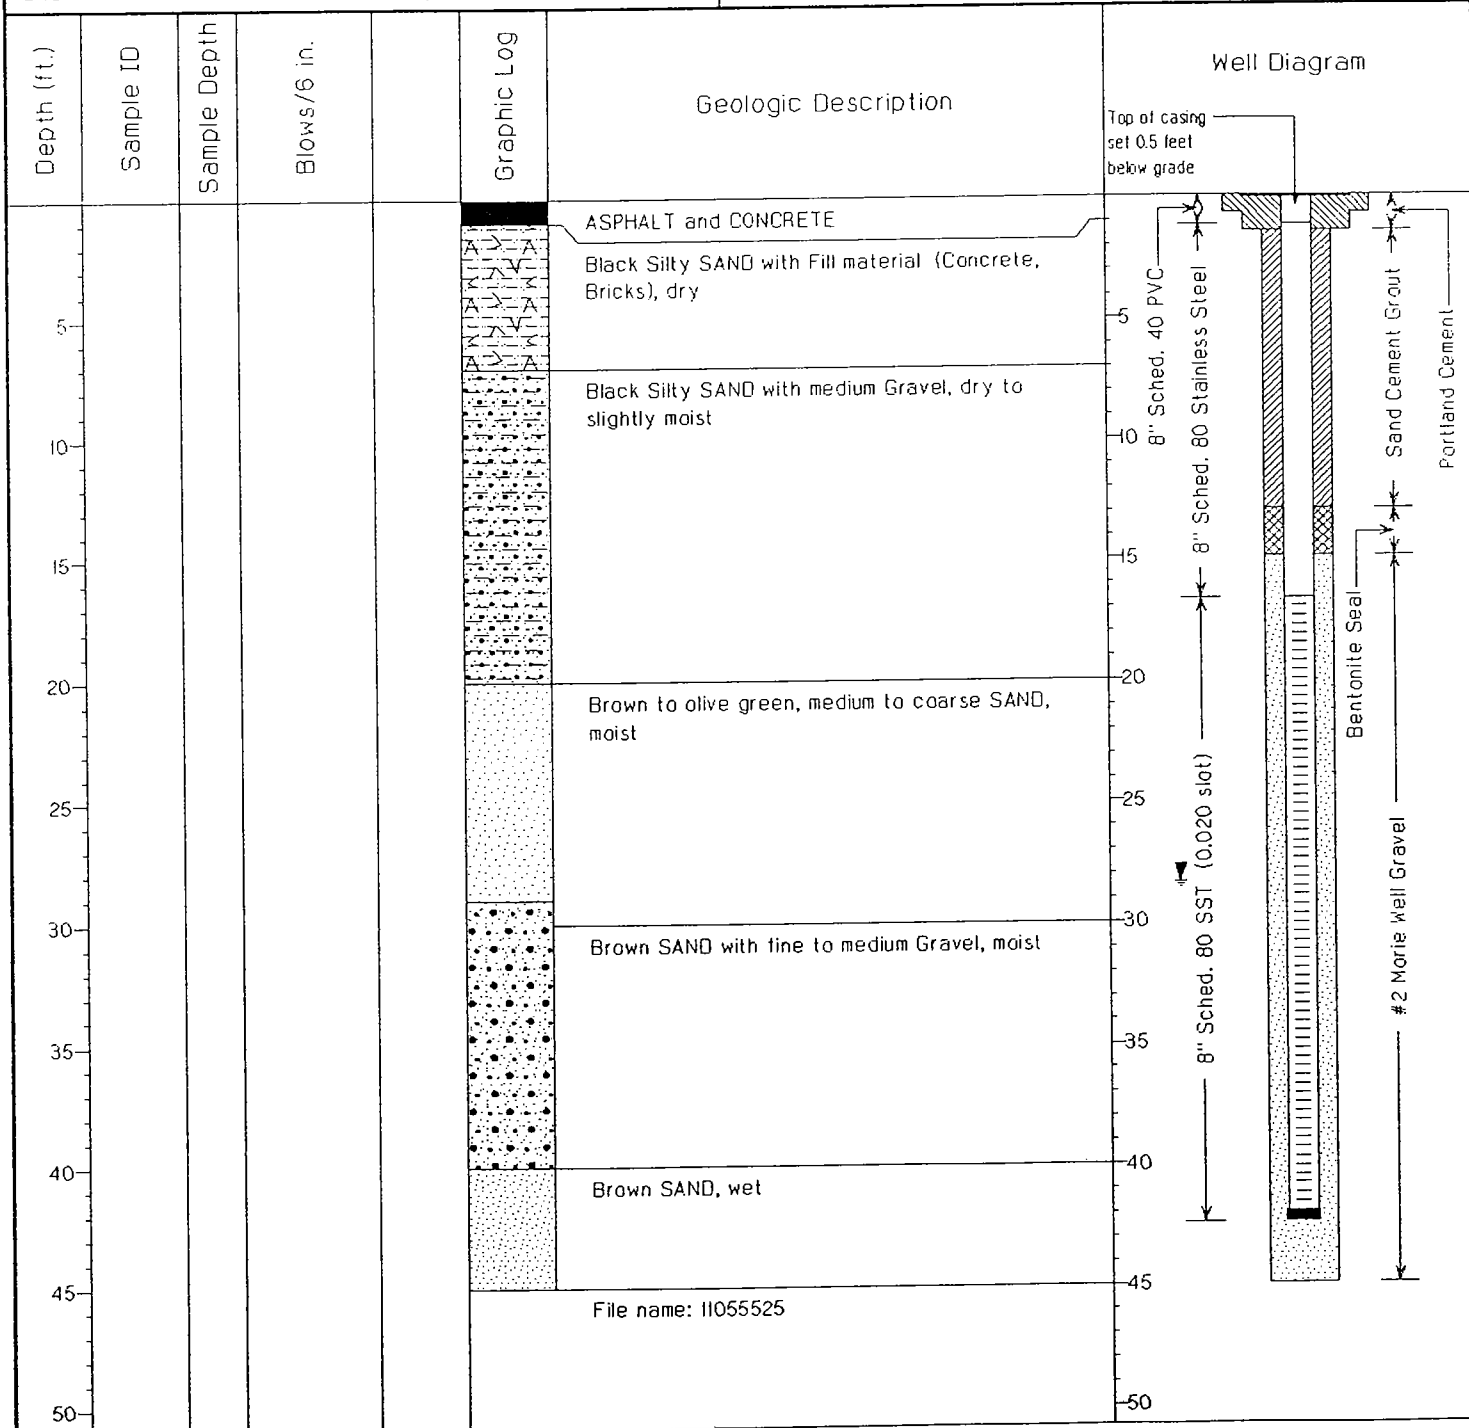 Depth (ft.)
Sample ID
Sample Depth
Blows/6 in.
Graphic Log
Geologic Description
Well Diagram
Top of casing
set 0.5 feet
below grade
ASPHALT and CONCRETE
Black Silty SAND with Fill material (Concrete,
Bricks), dry
Black Silty SAND with medium Gravel, dry to
slightly moist
Brown to olive green, medium to coarse SAND,
moist
Brown SAND with fine to medium Gravel, moist
Brown SAND, wet
File name: 11055525
5
10
15
20
25
30
35
40
45
50
5
10
15
20
25
30
35
40
45
50
8" Sched. 40 PVC
8" Sched. 80 Stainless Steel
8" Sched. 80 SST (0.020 slot)
Sand Cement Grout
Portland Cement
Bentonite Seal
#2 Morie Well Gravel